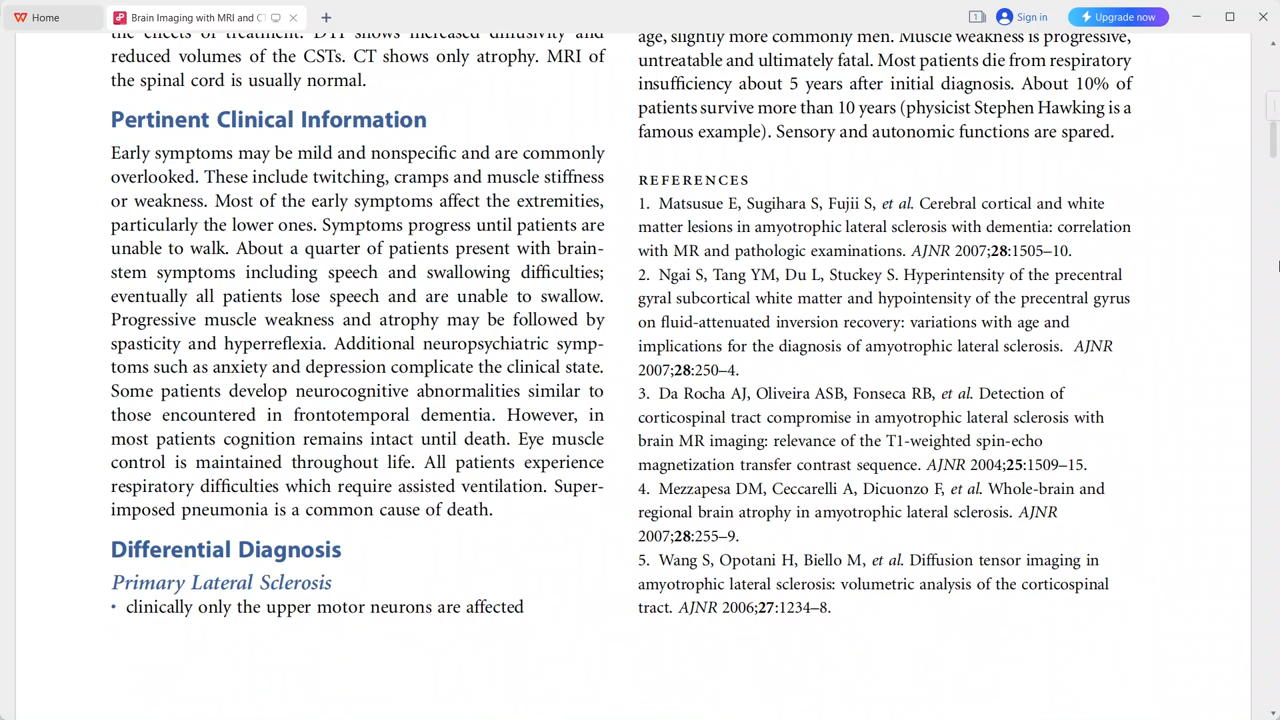 Home
Brain Imaging with MRI and C
1
Sign in
Upgrade now
the effects of treatment. DTI shows increased diffusivity and
reduced volumes of the CSTs. CT shows only atrophy. MRI of
the spinal cord is usually normal.
Pertinent Clinical Information
Early symptoms may be mild and nonspecific and are commonly
overlooked. These include twitching, cramps and muscle stiffness
or weakness. Most of the early symptoms affect the extremities,
particularly the lower ones. Symptoms progress until patients are
unable to walk. About a quarter of patients present with brain-
stem symptoms including speech and swallowing difficulties;
eventually all patients lose speech and are unable to swallow.
Progressive muscle weakness and atrophy may be followed by
spasticity and hyperreflexia. Additional neuropsychiatric symp-
toms such as anxiety and depression complicate the clinical state.
Some patients develop neurocognitive abnormalities similar to
those encountered in frontotemporal dementia. However, in
most patients cognition remains intact until death. Eye muscle
control is maintained throughout life. All patients experience
respiratory difficulties which require assisted ventilation. Super-
imposed pneumonia is a common cause of death.
Differential Diagnosis
Primary Lateral Sclerosis
• clinically only the upper motor neurons are affected
age, slightly more commonly men. Muscle weakness is progressive,
untreatable and ultimately fatal. Most patients die from respiratory
insufficiency about 5 years after initial diagnosis. About 10% of
patients survive more than 10 years (physicist Stephen Hawking is a
famous example). Sensory and autonomic functions are spared.
REFERENCES
1. Matsusue E, Sugihara S, Fujii S, et al. Cerebral cortical and white
matter lesions in amyotrophic lateral sclerosis with dementia: correlation
with MR and pathologic examinations. AJNR 2007;28:1505–10.
2. Ngai S, Tang YM, Du L, Stuckey S. Hyperintensity of the precentral
gyral subcortical white matter and hypointensity of the precentral gyrus
on fluid-attenuated inversion recovery: variations with age and
implications for the diagnosis of amyotrophic lateral sclerosis. AJNR
2007;28:250–4.
3. Da Rocha AJ, Oliveira ASB, Fonseca RB, et al. Detection of
corticospinal tract compromise in amyotrophic lateral sclerosis with
brain MR imaging: relevance of the T1-weighted spin-echo
magnetization transfer contrast sequence. AJNR 2004;25:1509–15.
4. Mezzapesa DM, Ceccarelli A, Dicuonzo F, et al. Whole-brain and
regional brain atrophy in amyotrophic lateral sclerosis. AJNR
2007;28:255–9.
5. Wang S, Opotani H, Biello M, et al. Diffusion tensor imaging in
amyotrophic lateral sclerosis: volumetric analysis of the corticospinal
tract. AJNR 2006;27:1234–8.